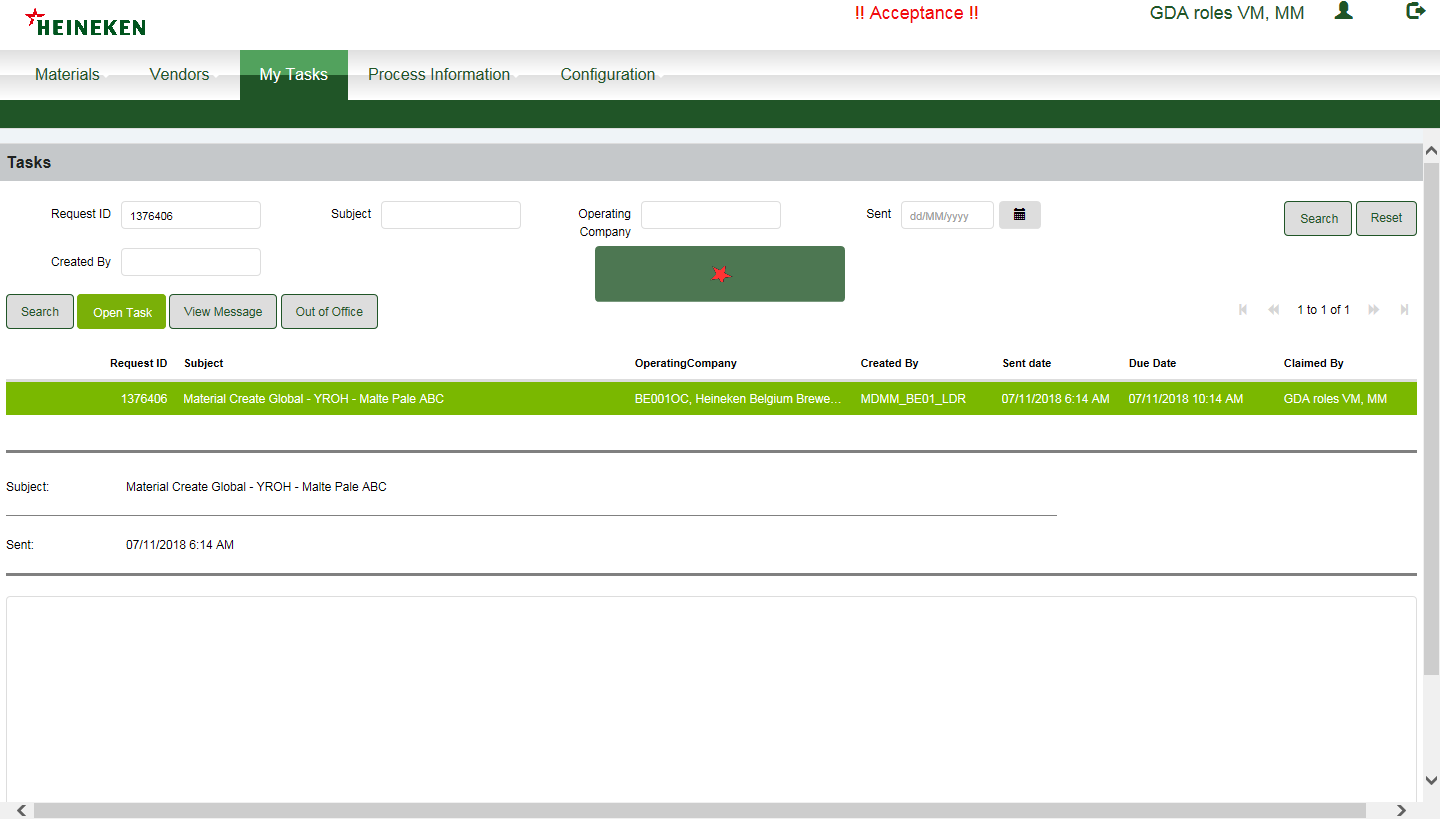 HEINEKEN
!! Acceptance !! GDA roles VM, MM
Materials Vendors My Tasks Process Information Configuration
Tasks
Request ID 1376406 Subject Operating Company Sent dd/MM/yyyy Search Reset
Created By
Search Open Task View Message Out of Office 1 to 1 of 1
Request ID Subject OperatingCompany Created By Sent date Due Date Claimed By
1376406 Material Create Global - YROH - Malte Pale ABC BE001OC, Heineken Belgium Brewe... MDMM_BE01_LDR 07/11/2018 6:14 AM 07/11/2018 10:14 AM GDA roles VM, MM
Subject: Material Create Global - YROH - Malte Pale ABC
Sent: 07/11/2018 6:14 AM